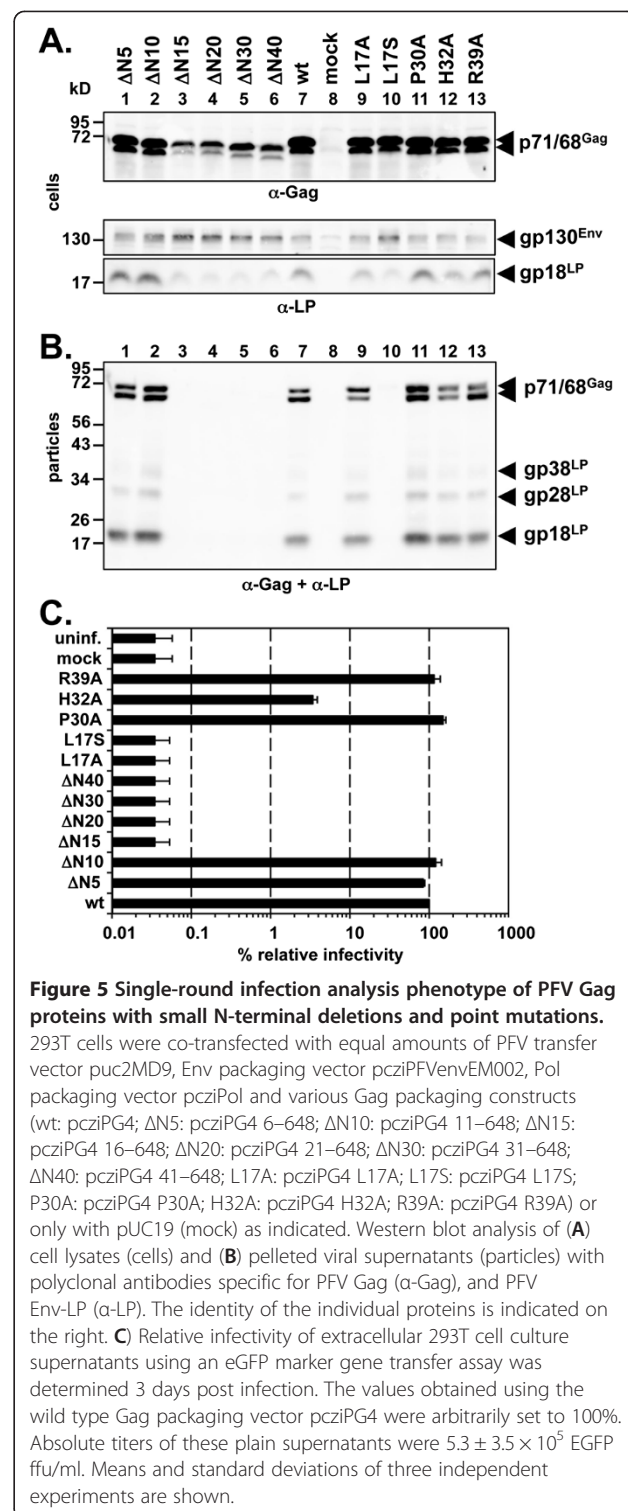 A.
ΔN5 ΔN10 ΔN15 ΔN20 ΔN30 ΔN40 wt mock L17A L17S P30A H32A R39A
kD 1 2 3 4 5 6 7 8 9 10 11 12 13
95
72
p71/68Gag
cells
α-Gag
130
gp130Env
17
gp18LP
α-LP
B.
1 2 3 4 5 6 7 8 9 10 11 12 13
95
72
p71/68Gag
56
43
particles
34
gp38LP
gp28LP
26
17
gp18LP
α-Gag + α-LP
C.
uninf.
mock
R39A
H32A
P30A
L17S
L17A
ΔN40
ΔN30
ΔN20
ΔN15
ΔN10
ΔN5
wt
0.01 0.1 1 10 100 1000
% relative infectivity
Figure 5 Single-round infection analysis phenotype of PFV Gag
proteins with small N-terminal deletions and point mutations.
293T cells were co-transfected with equal amounts of PFV transfer
vector puc2MD9, Env packaging vector pcziPFVenvEM002, Pol
packaging vector pcziPol and various Gag packaging constructs
(wt: pcziPG4; ΔN5: pcziPG4 6–648; ΔN10: pcziPG4 11–648; ΔN15:
pcziPG4 16–648; ΔN20: pcziPG4 21–648; ΔN30: pcziPG4 31–648;
ΔN40: pcziPG4 41–648; L17A: pcziPG4 L17A; L17S: pcziPG4 L17S;
P30A: pcziPG4 P30A; H32A: pcziPG4 H32A; R39A: pcziPG4 R39A) or
only with pUC19 (mock) as indicated. Western blot analysis of (A)
cell lysates (cells) and (B) pelleted viral supernatants (particles) with
polyclonal antibodies specific for PFV Gag (α-Gag), and PFV
Env-LP (α-LP). The identity of the individual proteins is indicated on
the right. C) Relative infectivity of extracellular 293T cell culture
supernatants using an eGFP marker gene transfer assay was
determined 3 days post infection. The values obtained using the
wild type Gag packaging vector pcziPG4 were arbitrarily set to 100%.
Absolute titers of these plain supernatants were 5.3 ± 3.5 × 10⁵ EGFP
ffu/ml. Means and standard deviations of three independent
experiments are shown.